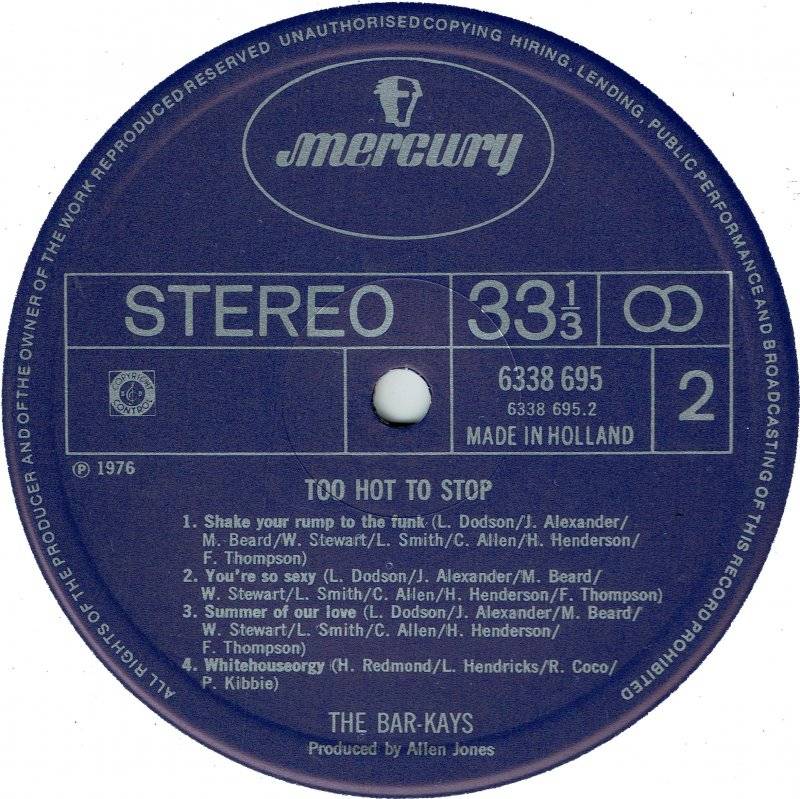 ALL RIGHTS OF THE PRODUCER AND OF THE OWNER OF THE WORK REPRODUCED RESERVED UNAUTHORISED COPYING HIRING, LENDING, PUBLIC PERFORMANCE AND BROADCASTING OF THIS RECORD PROHIBITED
mercury
STEREO 33 1/3
COPYRIGHT CONTROL
6338 695
6338 695.2
MADE IN HOLLAND
2
℗ 1976
TOO HOT TO STOP
1. Shake your rump to the funk (L. Dodson/J. Alexander/
M. Beard/W. Stewart/L. Smith/C. Allen/H. Henderson/
F. Thompson)
2. You're so sexy (L. Dodson/J. Alexander/M. Beard/
W. Stewart/L. Smith/C. Allen/H. Henderson/F. Thompson)
3. Summer of our love (L. Dodson/J. Alexander/M. Beard/
W. Stewart/L. Smith/C. Allen/H. Henderson/
F. Thompson)
4. Whitehouseorgy (H. Redmond/L. Hendricks/R. Coco/
P. Kibbie)
THE BAR-KAYS
Produced by Allen Jones